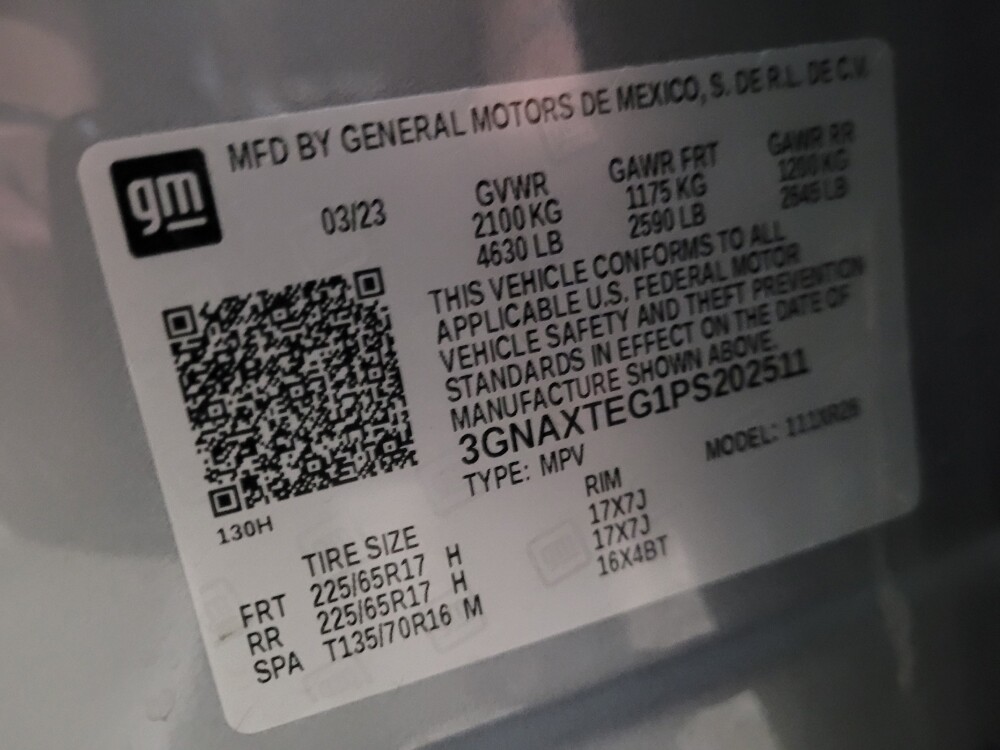 MFD BY GENERAL MOTORS DE MEXICO, S. DE R.L. DE C.V.
gm
03/23
GVWR GAWR FRT GAWR RR
2100 KG 1175 KG 1200 KG
4630 LB 2590 LB 2645 LB
THIS VEHICLE CONFORMS TO ALL
APPLICABLE U.S. FEDERAL MOTOR
VEHICLE SAFETY AND THEFT PREVENTION
STANDARDS IN EFFECT ON THE DATE OF
MANUFACTURE SHOWN ABOVE.
3GNAXTEG1PS202511
TYPE: MPV MODEL:
130H
TIRE SIZE RIM
FRT 225/65R17 H 17X7J
RR 225/65R17 H 17X7J
SPA T135/70R16 M 16X4BT